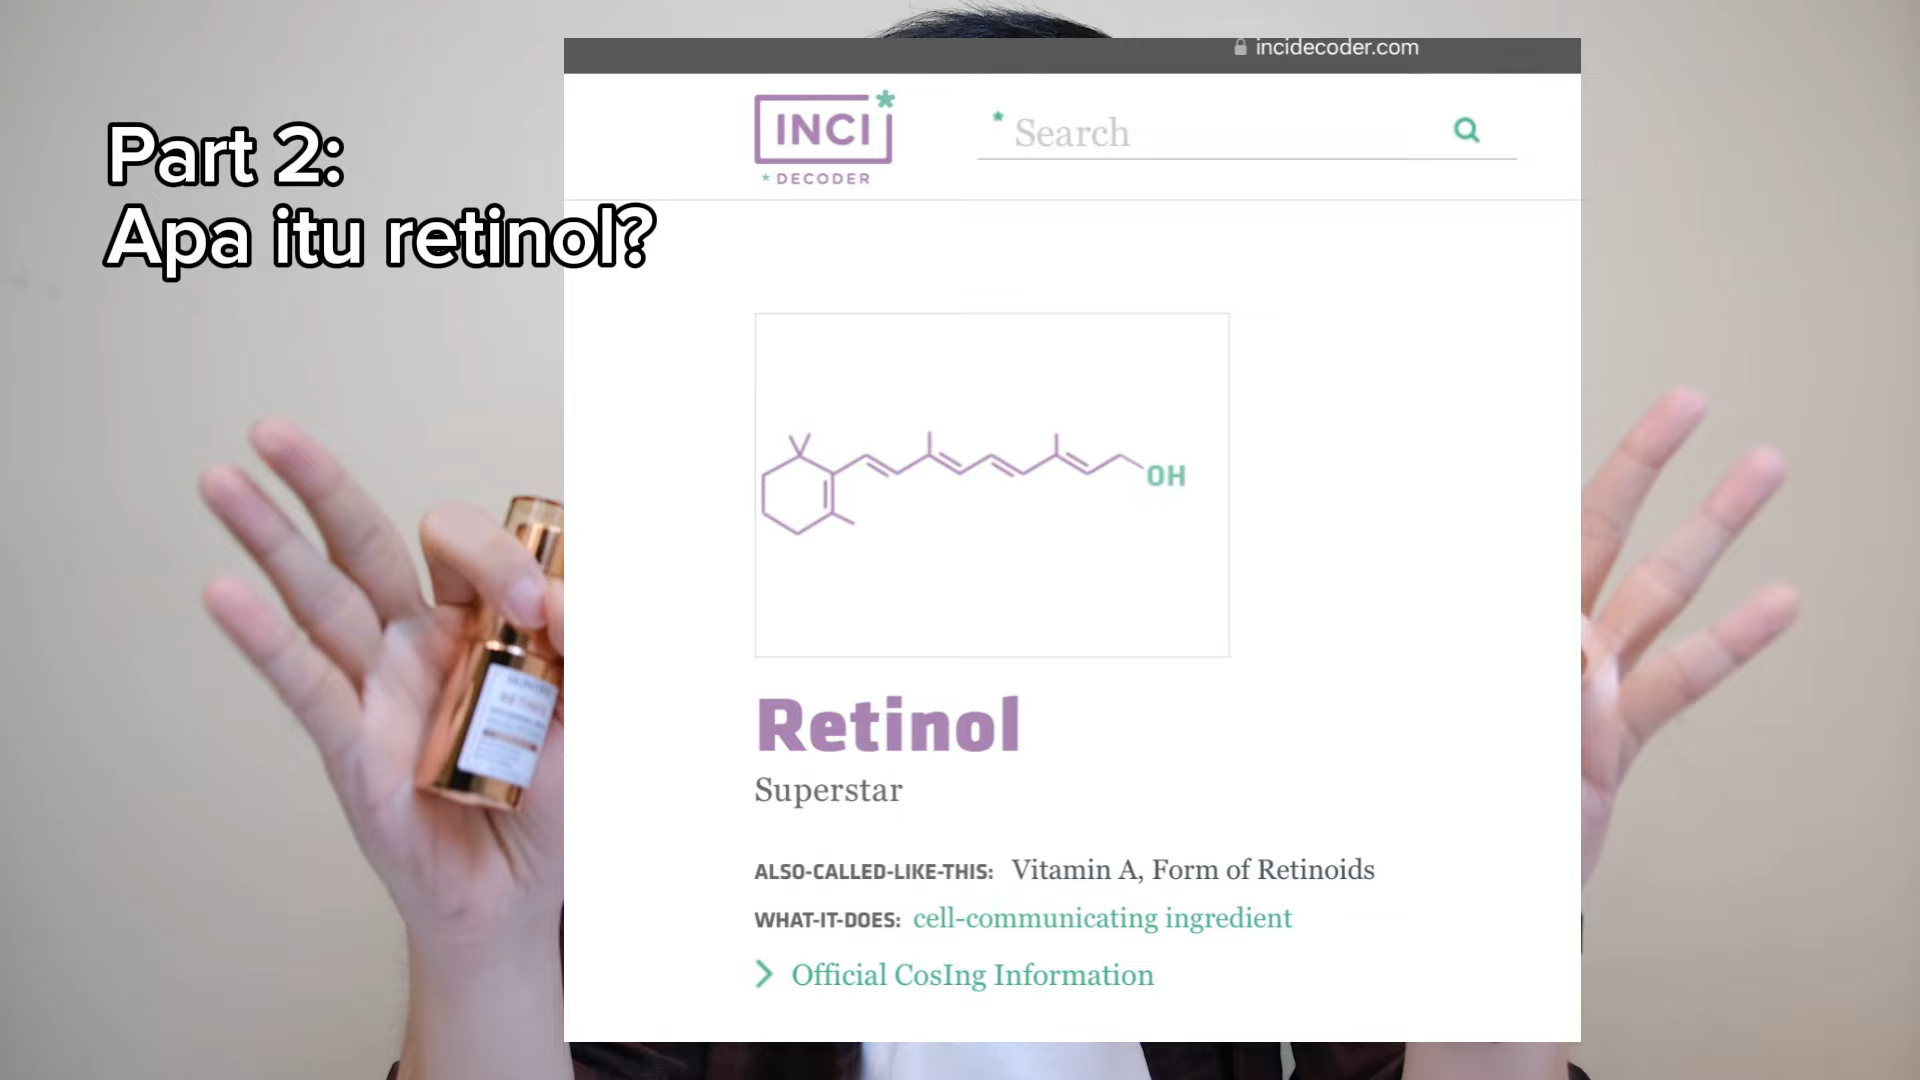 incidecoder.com
INCI
DECODER
Search
Part 2:
Apa itu retinol?
OH
RETINOL
Retinol
Superstar
ALSO-CALLED-LIKE-THIS: Vitamin A, Form of Retinoids
WHAT-IT-DOES: cell-communicating ingredient
Official CosIng Information